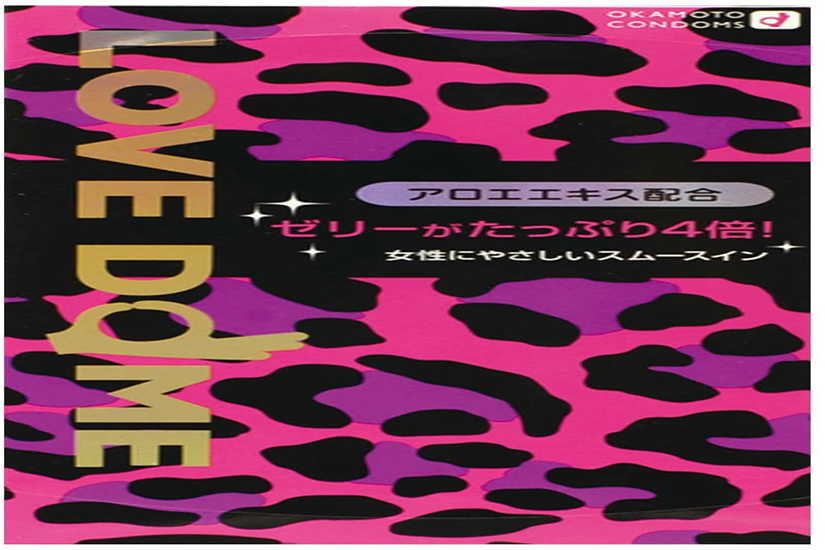 OKAMOTO
CONDOMS
LOVE DOME
アロエエキス配合
ゼリーがたっぷり4倍!
女性にやさしいスムースイン